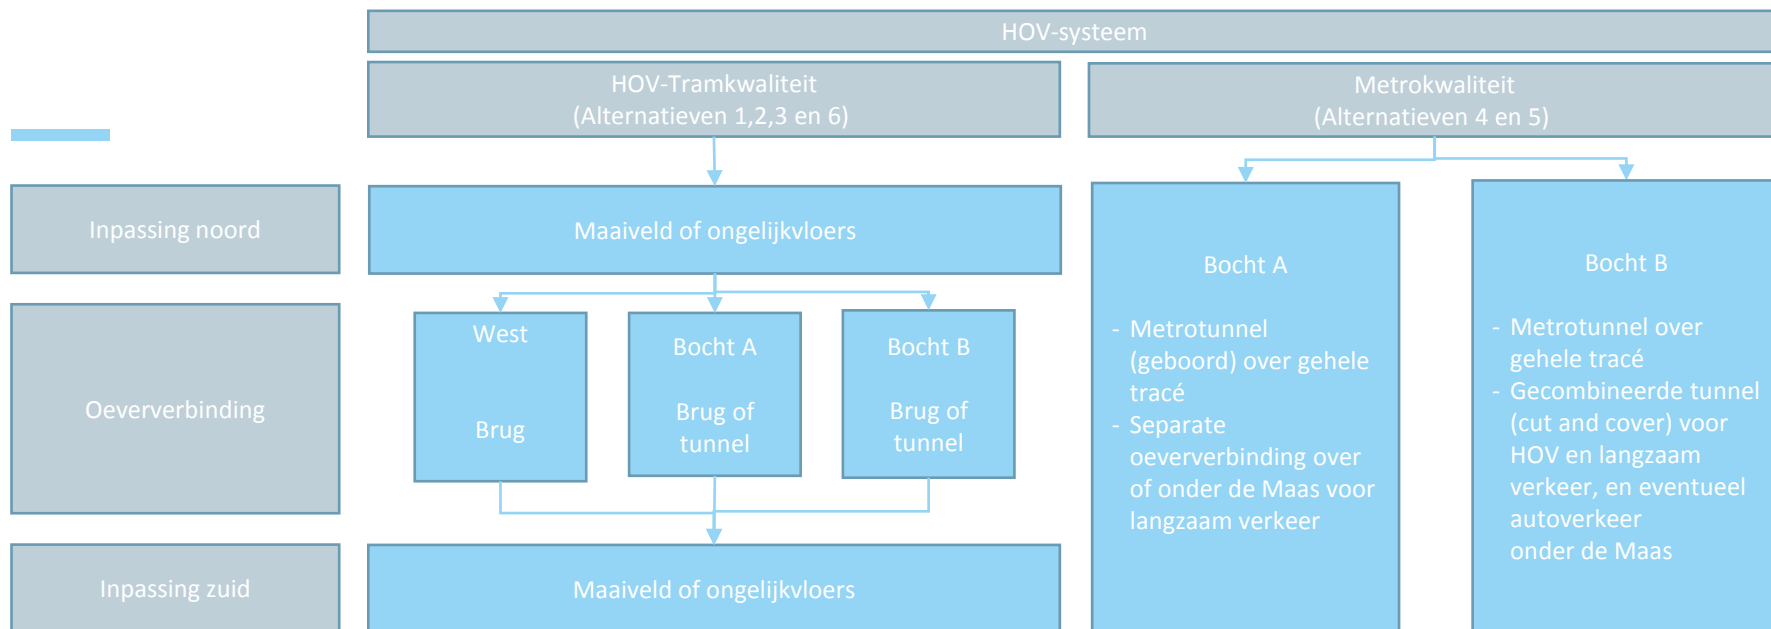 HOV-systeem
HOV-Tramkwaliteit
(Alternatieven 1,2,3 en 6)
Metrokwaliteit
(Alternatieven 4 en 5)
Inpassing noord
Maaiveld of ongelijkvloers
Oeververbinding
West
Brug
Bocht A
Brug of
tunnel
Bocht B
Brug of
tunnel
Inpassing zuid
Maaiveld of ongelijkvloers
Bocht A
- Metrotunnel
(geboord) over gehele
tracé
- Separate
oeververbinding over
of onder de Maas voor
langzaam verkeer
Bocht B
- Metrotunnel over
gehele tracé
- Gecombineerde tunnel
(cut and cover) voor
HOV en langzaam
verkeer, en eventueel
autoverkeer
onder de Maas